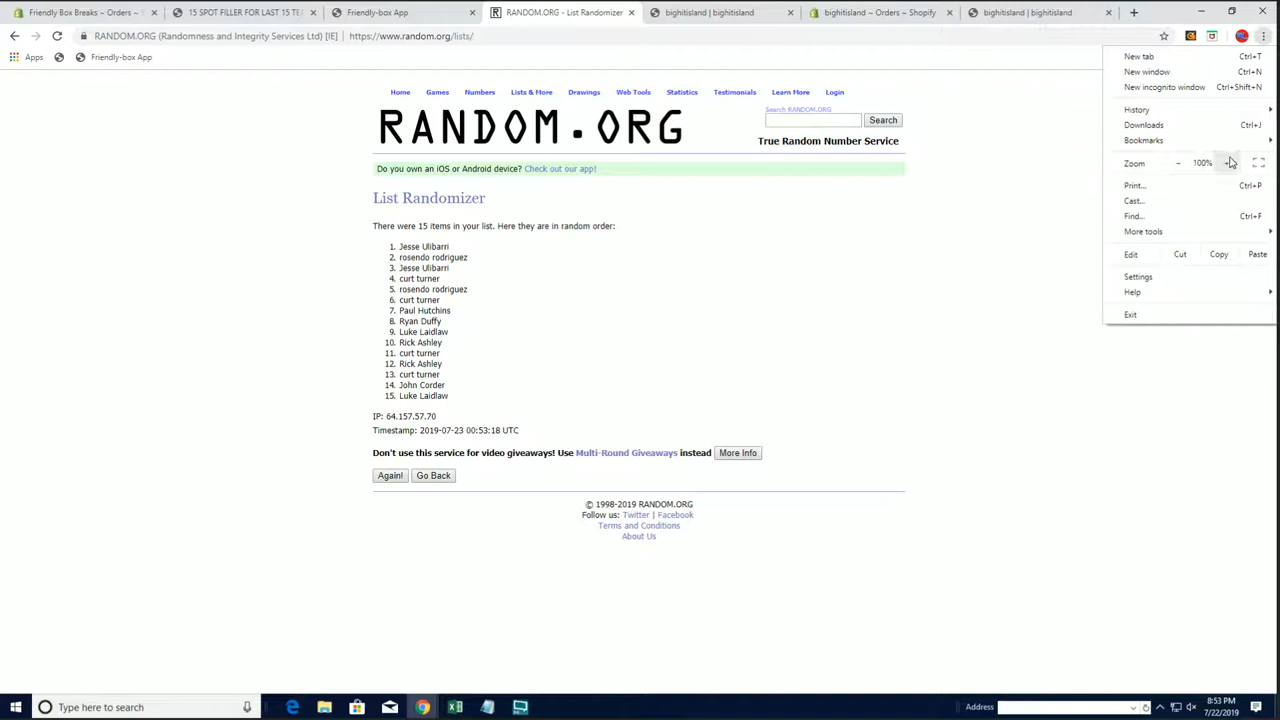 Friendly Box Breaks ~ Orders ~ S
15 SPOT FILLER FOR LAST 15 TE
Friendly-box App
RANDOM.ORG - List Randomizer
bighitisland | bighitisland
bighitisland ~ Orders ~ Shopify
bighitisland | bighitisland
RANDOM.ORG (Randomness and Integrity Services Ltd) [IE]
https://www.random.org/lists/
Apps
Friendly-box App
New tab Ctrl+T
New window Ctrl+N
New incognito window Ctrl+Shift+N
History
Downloads Ctrl+J
Bookmarks
Zoom - 100%
Print... Ctrl+P
Cast...
Find... Ctrl+F
More tools
Edit Cut Copy Paste
Settings
Help
Exit
Home Games Numbers Lists & More Drawings Web Tools Statistics Testimonials Learn More Login
RANDOM.ORG
Search RANDOM.ORG
Search
True Random Number Service
Do you own an iOS or Android device? Check out our app!
List Randomizer
There were 15 items in your list. Here they are in random order:
1. Jesse Ulibarri
2. rosendo rodriguez
3. Jesse Ulibarri
4. curt turner
5. rosendo rodriguez
6. curt turner
7. Paul Hutchins
8. Ryan Duffy
9. Luke Laidlaw
10. Rick Ashley
11. curt turner
12. Rick Ashley
13. curt turner
14. John Corder
15. Luke Laidlaw
IP: 64.157.57.70
Timestamp: 2019-07-23 00:53:18 UTC
Don't use this service for video giveaways! Use Multi-Round Giveaways instead More Info
Again! Go Back
© 1998-2019 RANDOM.ORG
Follow us: Twitter | Facebook
Terms and Conditions
About Us
Type here to search
Address
8:53 PM
7/22/2019